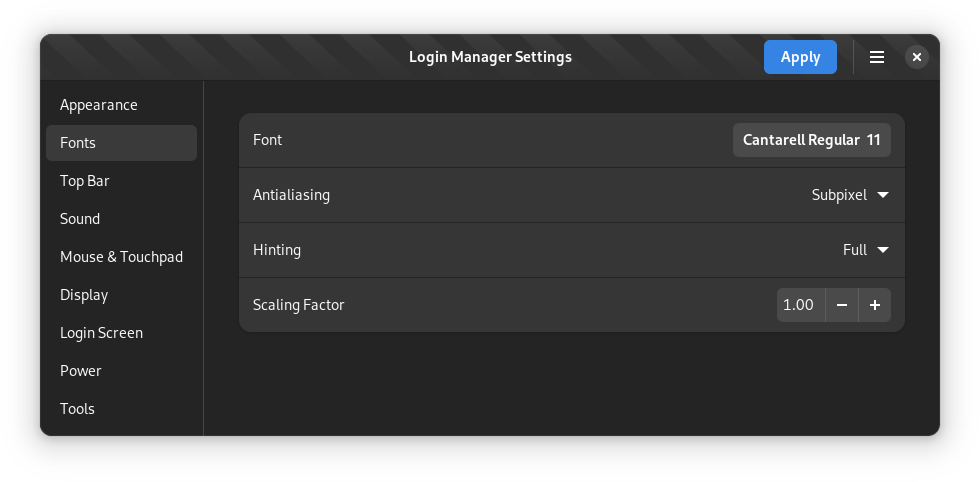 Login Manager Settings
Apply
Appearance
Fonts
Top Bar
Sound
Mouse & Touchpad
Display
Login Screen
Power
Tools
Font
Cantarell Regular 11
Antialiasing
Subpixel
Hinting
Full
Scaling Factor
1.00